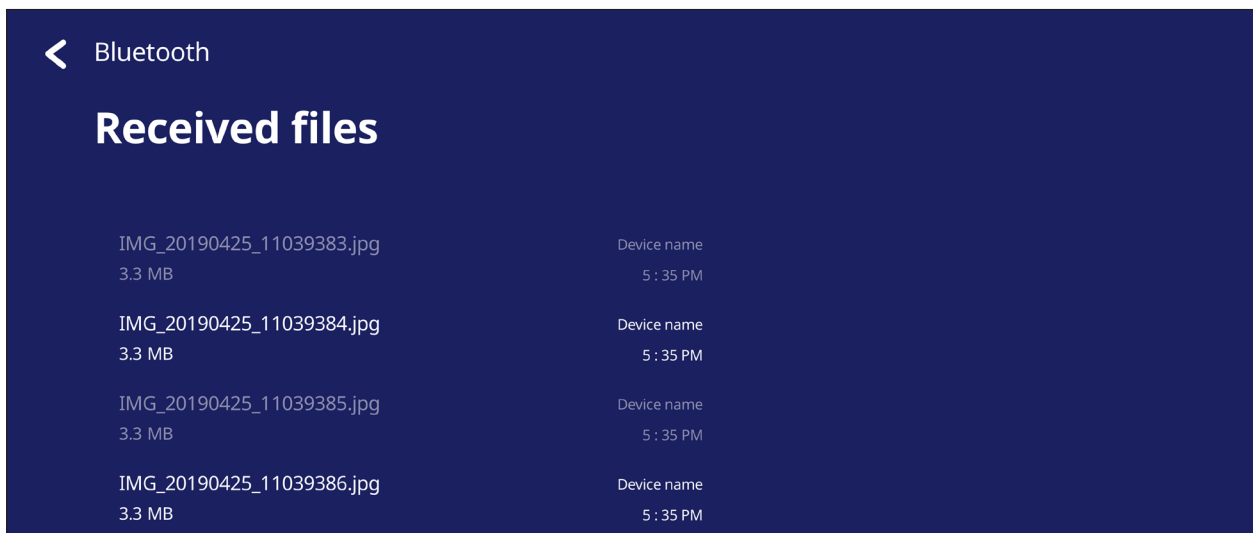 Bluetooth
Received files
IMG_20190425_11039383.jpg Device name
3.3 MB 5 : 35 PM
IMG_20190425_11039384.jpg Device name
3.3 MB 5 : 35 PM
IMG_20190425_11039385.jpg Device name
3.3 MB 5 : 35 PM
IMG_20190425_11039386.jpg Device name
3.3 MB 5 : 35 PM